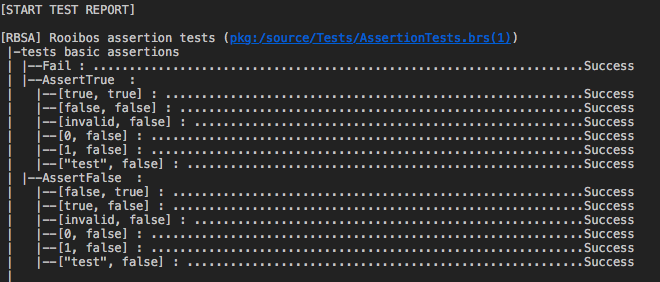 [START TEST REPORT]
[RBSA] Rooibos assertion tests (pkg:/source/Tests/AssertionTests.brs(1))
|-tests basic assertions
| |--Fail : ...................................................................Success
| |--AssertTrue  :
|   |--[true, true] : .........................................................Success
|   |--[false, false] : .......................................................Success
|   |--[invalid, false] : .....................................................Success
|   |--[0, false] : ...........................................................Success
|   |--[1, false] : ...........................................................Success
|   |--["test", false] : ......................................................Success
| |--AssertFalse  :
|   |--[false, true] : ........................................................Success
|   |--[true, false] : ........................................................Success
|   |--[invalid, false] : .....................................................Success
|   |--[0, false] : ...........................................................Success
|   |--[1, false] : ...........................................................Success
|   |--["test", false] : ......................................................Success
|